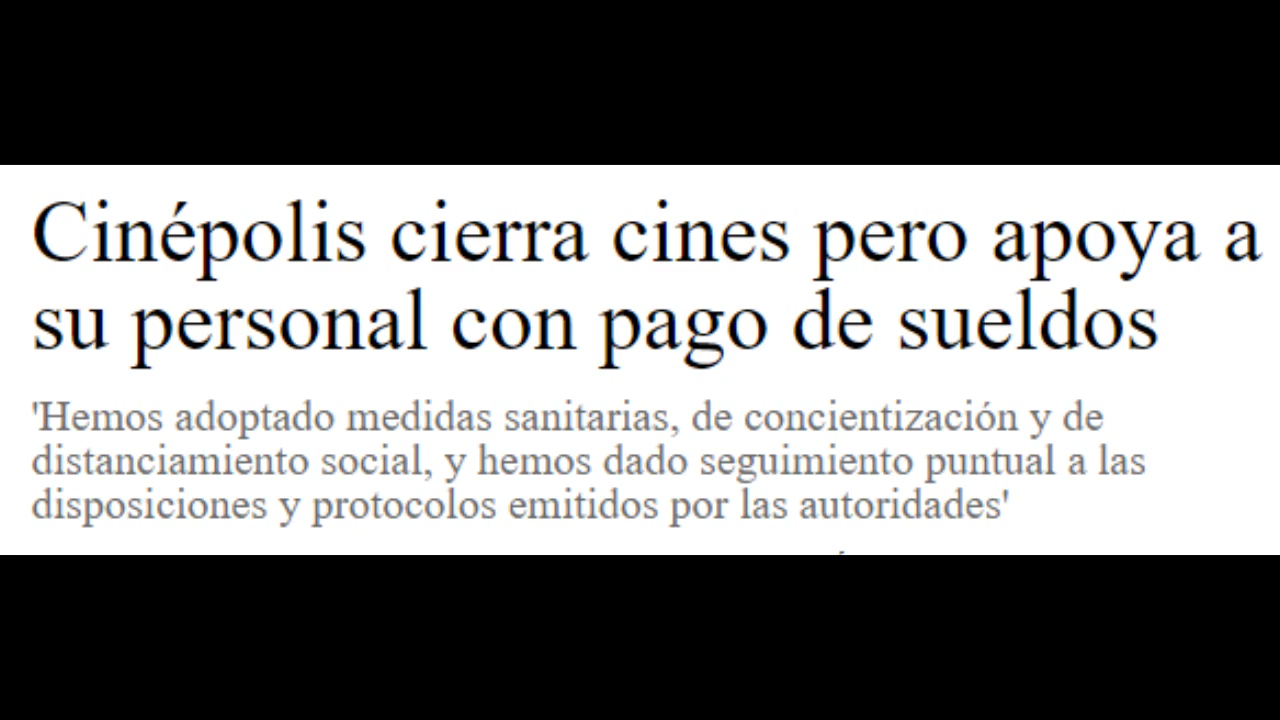 Cinépolis cierra cines pero apoya a
su personal con pago de sueldos
'Hemos adoptado medidas sanitarias, de concientización y de
distanciamiento social, y hemos dado seguimiento puntual a las
disposiciones y protocolos emitidos por las autoridades'